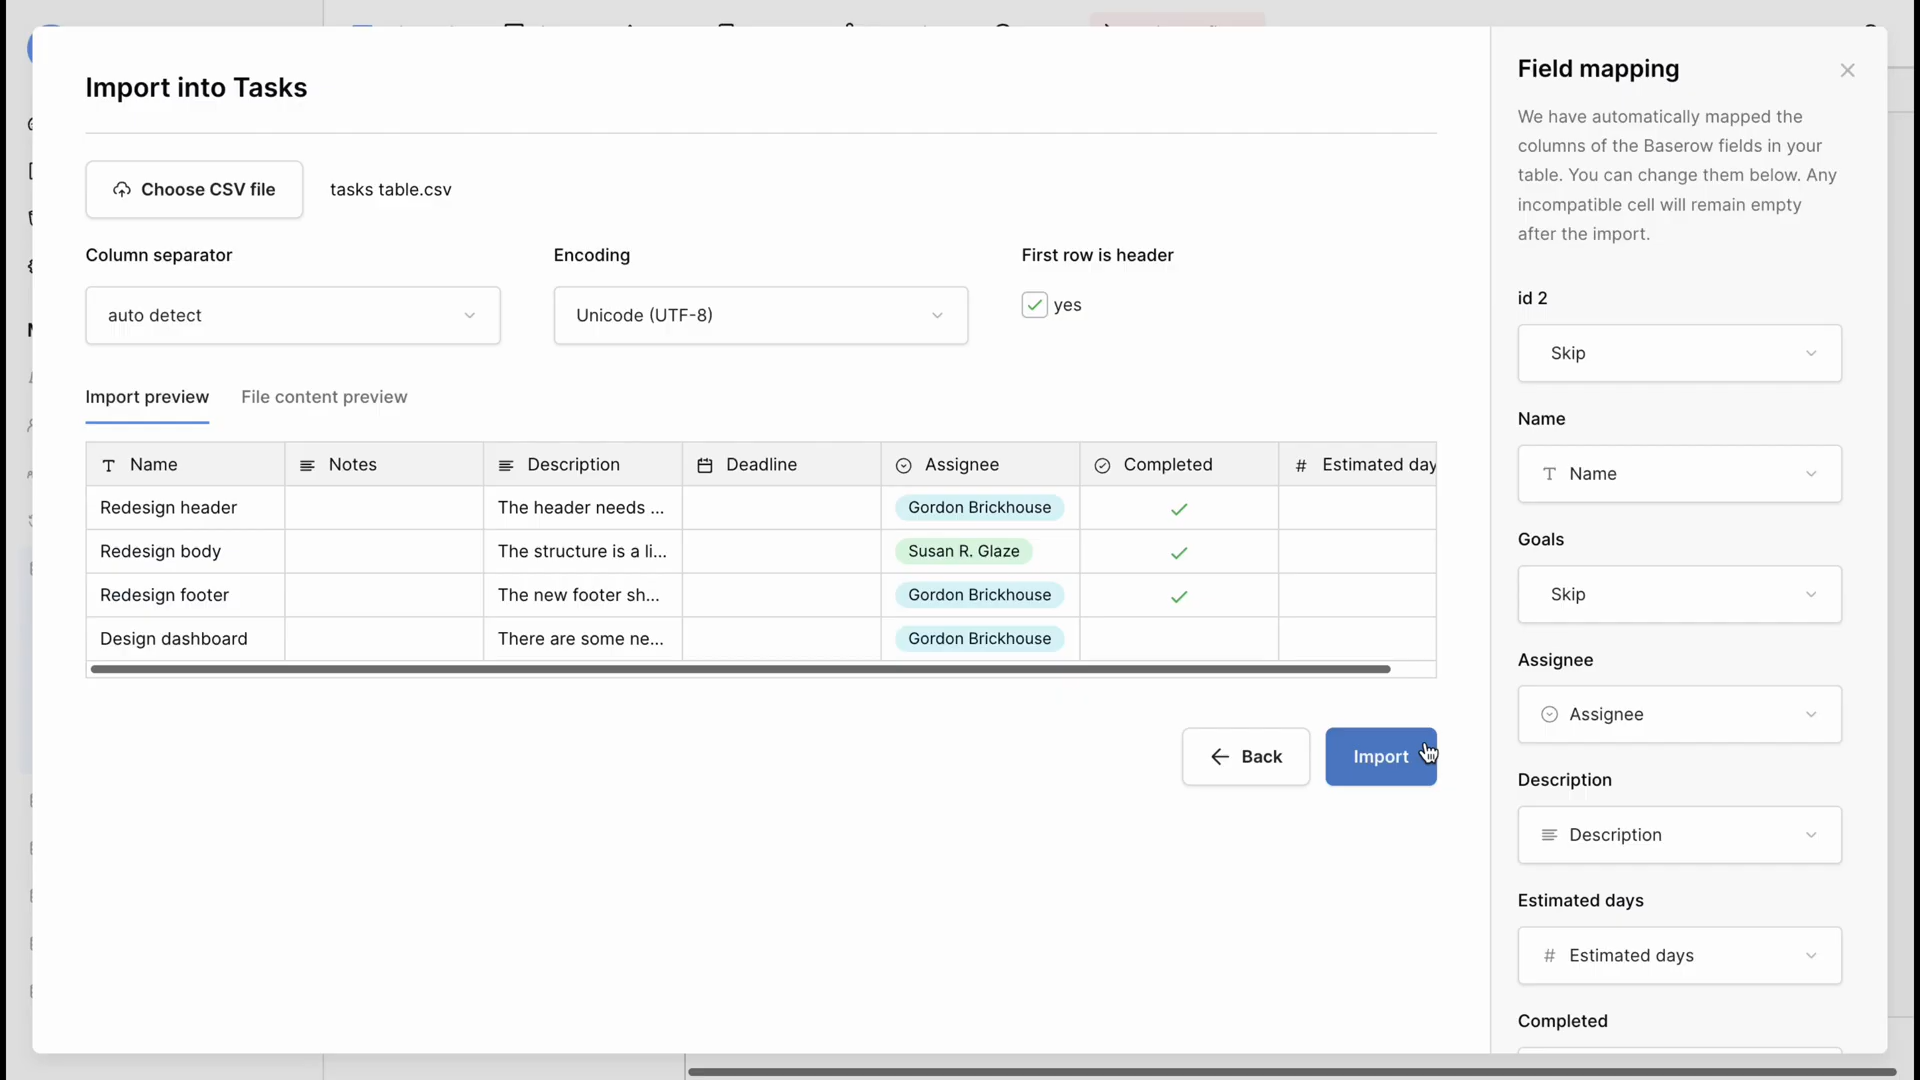 Import into Tasks
Choose CSV file
tasks table.csv
Column separator
Encoding
First row is header
auto detect
Unicode (UTF-8)
yes
Import preview
File content preview
Name
Notes
Description
Deadline
Assignee
Completed
# Estimated day
Redesign header
The header needs ...
Gordon Brickhouse
Redesign body
The structure is a li...
Susan R. Glaze
Redesign footer
The new footer sh...
Gordon Brickhouse
Design dashboard
There are some ne...
Gordon Brickhouse
Back
Import
Field mapping
We have automatically mapped the
columns of the Baserow fields in your
table. You can change them below. Any
incompatible cell will remain empty
after the import.
id 2
Skip
Name
Name
Goals
Skip
Assignee
Assignee
Description
Description
Estimated days
# Estimated days
Completed